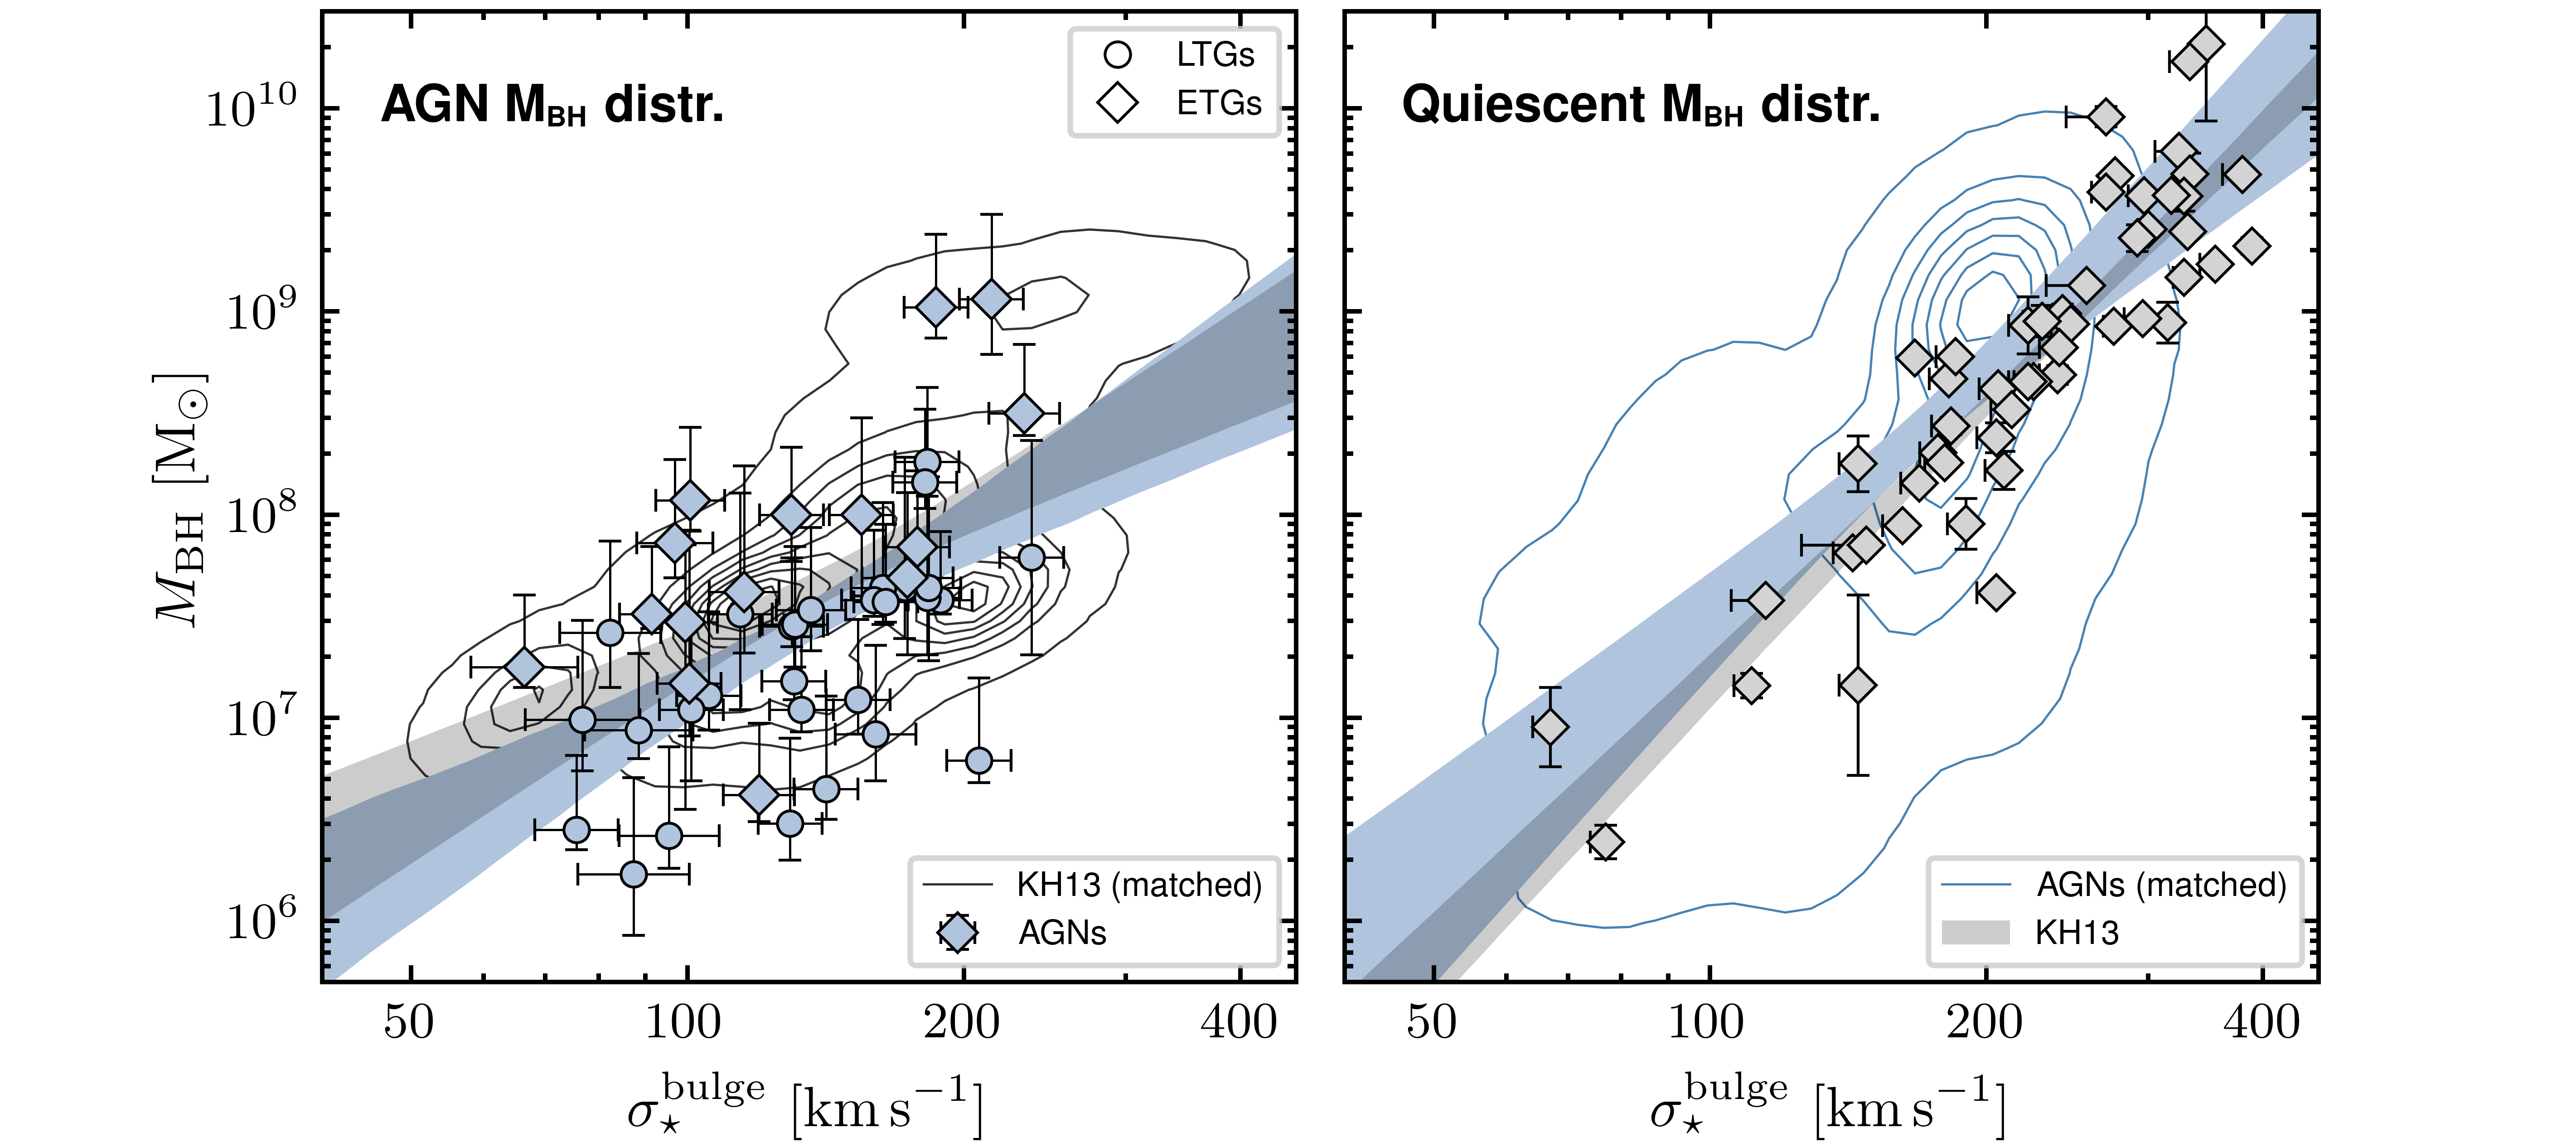 AGN M_BH distr.
LTGs
ETGs
10^10
10^9
10^8
10^7
10^6
M_BH [M_⊙]
KH13 (matched)
AGNs
50 100 200 400
σ_⋆^bulge [km s^−1]
Quiescent M_BH distr.
AGNs (matched)
KH13
50 100 200 400
σ_⋆^bulge [km s^−1]